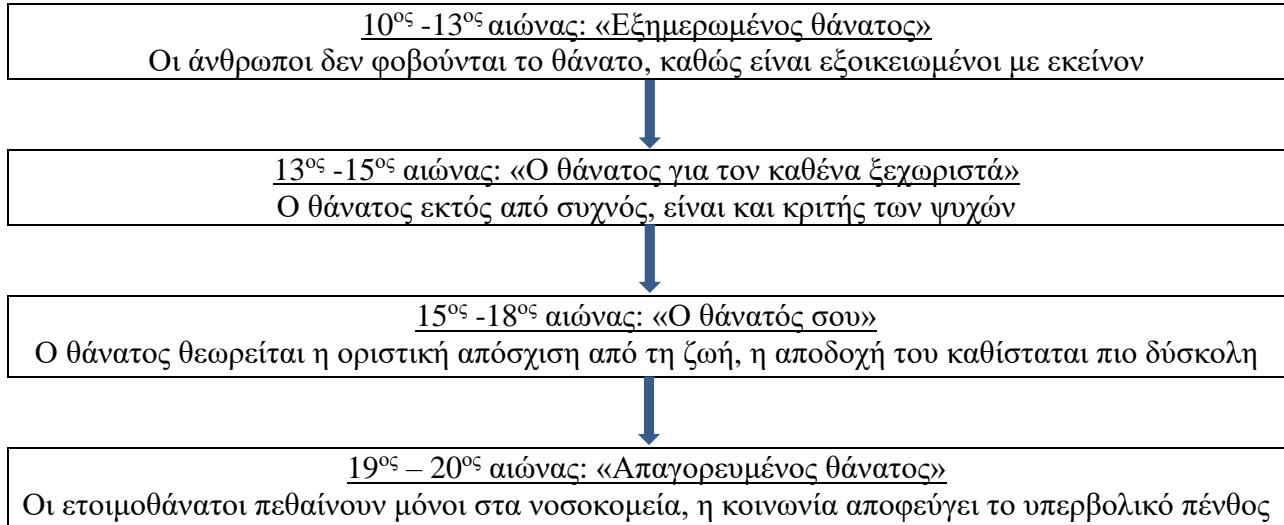 10ος -13ος αιώνας: «Εξημερωμένος θάνατος»
Οι άνθρωποι δεν φοβούνται το θάνατο, καθώς είναι εξοικειωμένοι με εκείνον
13ος -15ος αιώνας: «Ο θάνατος για τον καθένα ξεχωριστά»
Ο θάνατος εκτός από συχνός, είναι και κριτής των ψυχών
15ος -18ος αιώνας: «Ο θάνατός σου»
Ο θάνατος θεωρείται η οριστική απόσχιση από τη ζωή, η αποδοχή του καθίσταται πιο δύσκολη
19ος – 20ος αιώνας: «Απαγορευμένος θάνατος»
Οι ετοιμοθάνατοι πεθαίνουν μόνοι στα νοσοκομεία, η κοινωνία αποφεύγει το υπερβολικό πένθος